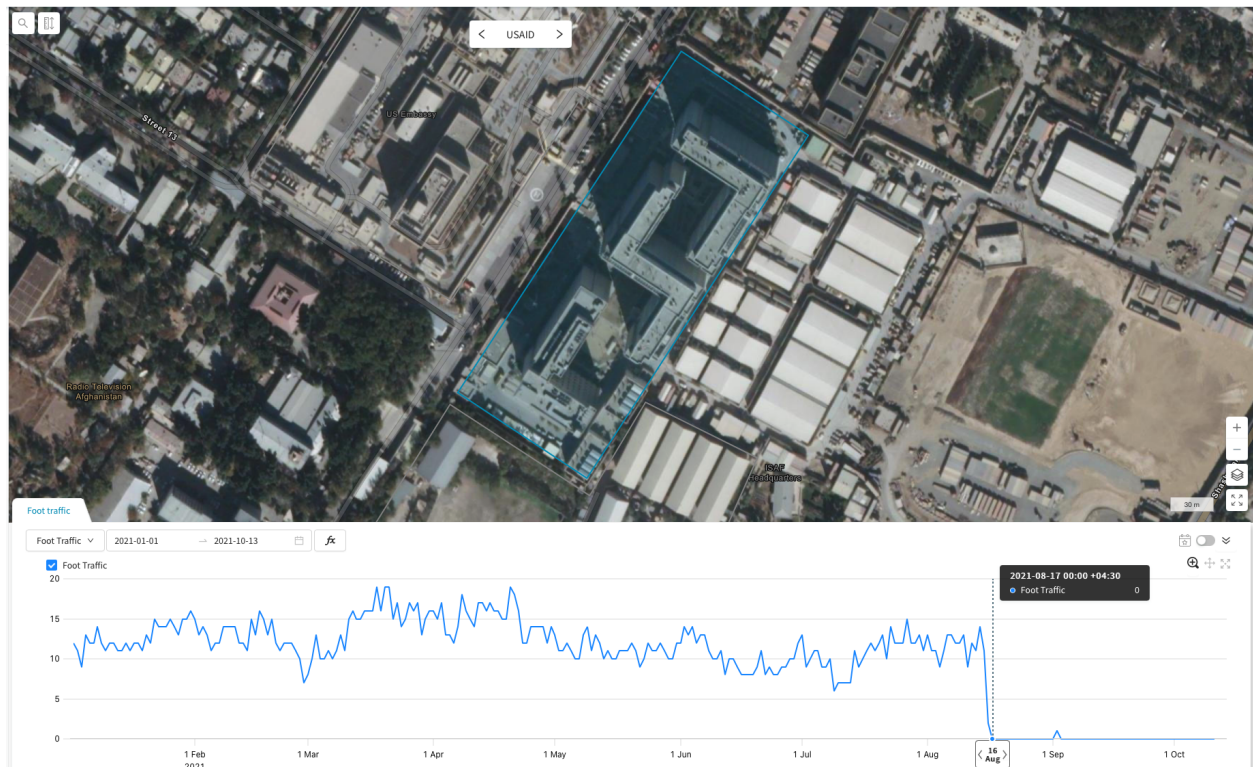 < USAID >
US Embassy
Street 13
Radio Television
Afghanistan
ISAF
Headquarters
30 m
Foot traffic
Foot Traffic
2021-01-01 → 2021-10-13
fx
Foot Traffic
2021-08-17 00:00 +04:30
Foot Traffic 0
20
15
10
5
0
1 Feb
2021
1 Mar
1 Apr
1 May
1 Jun
1 Jul
1 Aug
16
Aug
1 Sep
1 Oct